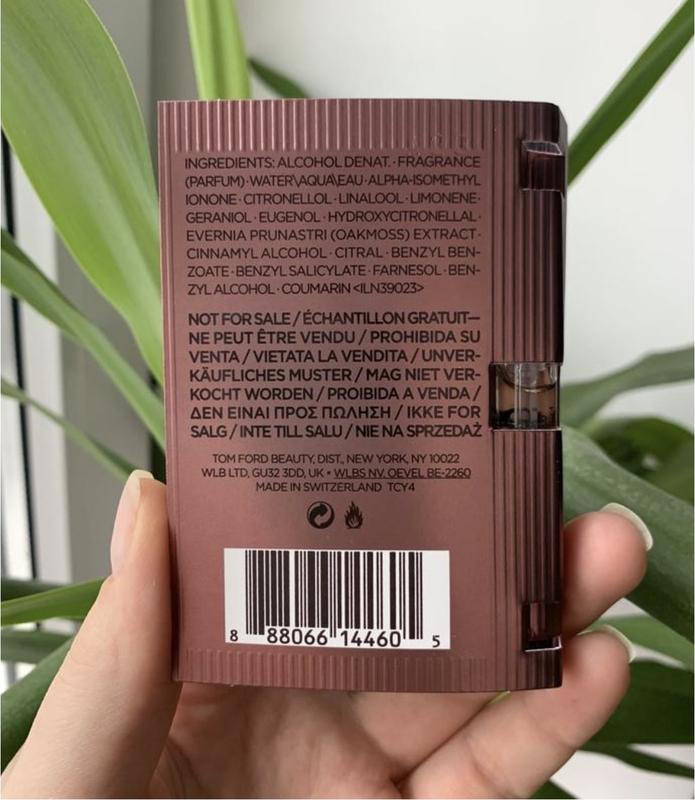 INGREDIENTS: ALCOHOL DENAT. · FRAGRANCE
(PARFUM) · WATER\AQUA\EAU · ALPHA-ISOMETHYL
IONONE · CITRONELLOL · LINALOOL · LIMONENE ·
GERANIOL · EUGENOL · HYDROXYCITRONELLAL ·
EVERNIA PRUNASTRI (OAKMOSS) EXTRACT ·
CINNAMYL ALCOHOL · CITRAL · BENZYL BEN-
ZOATE · BENZYL SALICYLATE · FARNESOL · BEN-
ZYL ALCOHOL · COUMARIN <ILN39023>
NOT FOR SALE / ÉCHANTILLON GRATUIT—
NE PEUT ÊTRE VENDU / PROHIBIDA SU
VENTA / VIETATA LA VENDITA / UNVER-
KÄUFLICHES MUSTER / MAG NIET VER-
KOCHT WORDEN / PROIBIDA A VENDA /
ΔΕΝ ΕΙΝΑΙ ΠΡΟΣ ΠΩΛΗΣΗ / IKKE FOR
SALG / INTE TILL SALU / NIE NA SPRZEDAŻ
TOM FORD BEAUTY, DIST., NEW YORK, NY 10022
WLB LTD, GU32 3DD, UK • WLBS NV. OEVEL BE-2260
MADE IN SWITZERLAND TCY4
8 88066 14460 5